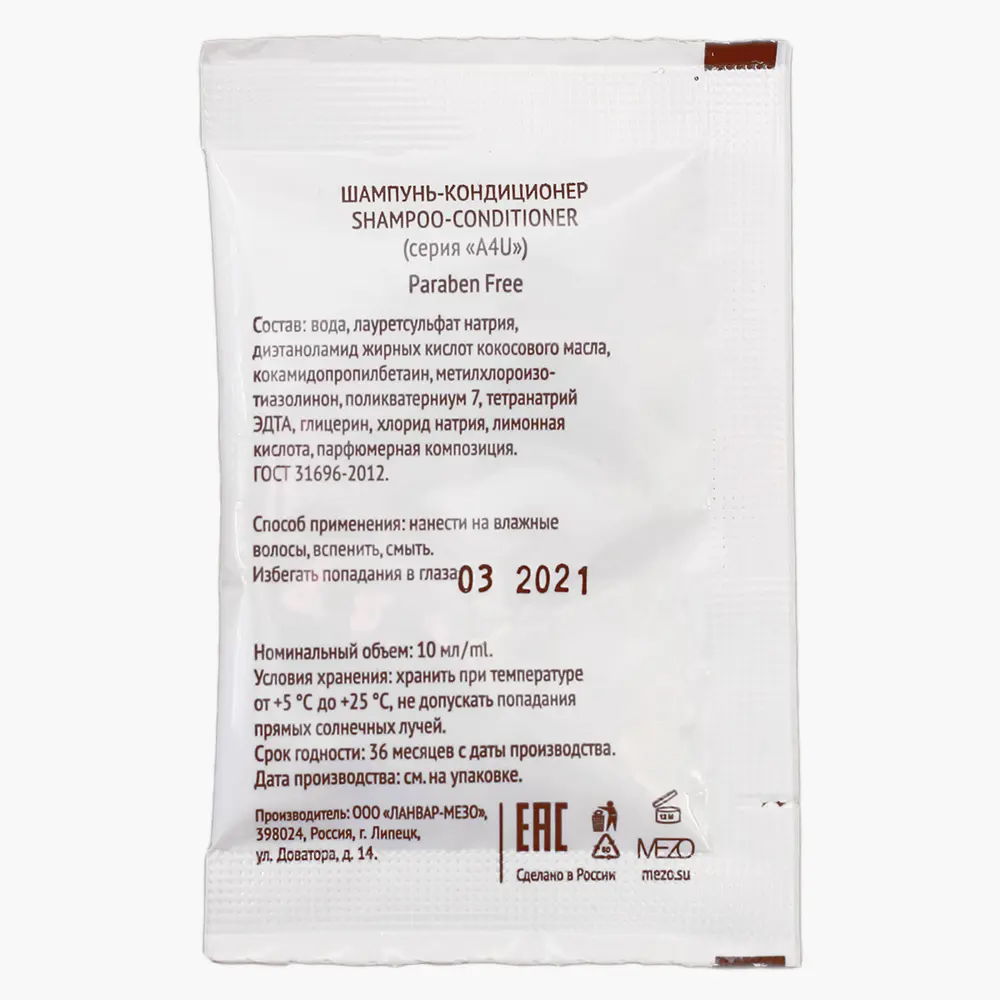 ШАМПУНЬ-КОНДИЦИОНЕР
SHAMPOO-CONDITIONER
(серия «A4U»)
Paraben Free
Состав: вода, лауретсульфат натрия,
диэтаноламид жирных кислот кокосового масла,
кокамидопропилбетаин, метилхлороизо-
тиазолинон, поликватерниум 7, тетранатрий
ЭДТА, глицерин, хлорид натрия, лимонная
кислота, парфюмерная композиция.
ГОСТ 31696-2012.
Способ применения: нанести на влажные
волосы, вспенить, смыть.
Избегать попадания в глаза
03 2021
Номинальный объем: 10 мл/ml.
Условия хранения: хранить при температуре
от +5 °C до +25 °C, не допускать попадания
прямых солнечных лучей.
Срок годности: 36 месяцев с даты производства.
Дата производства: см. на упаковке.
Производитель: ООО «ЛАНВАР-МЕЗО»,
398024, Россия, г. Липецк,
ул. Доватора, д. 14.
EAC
Сделано в России
12 M
MEZO
mezo.su